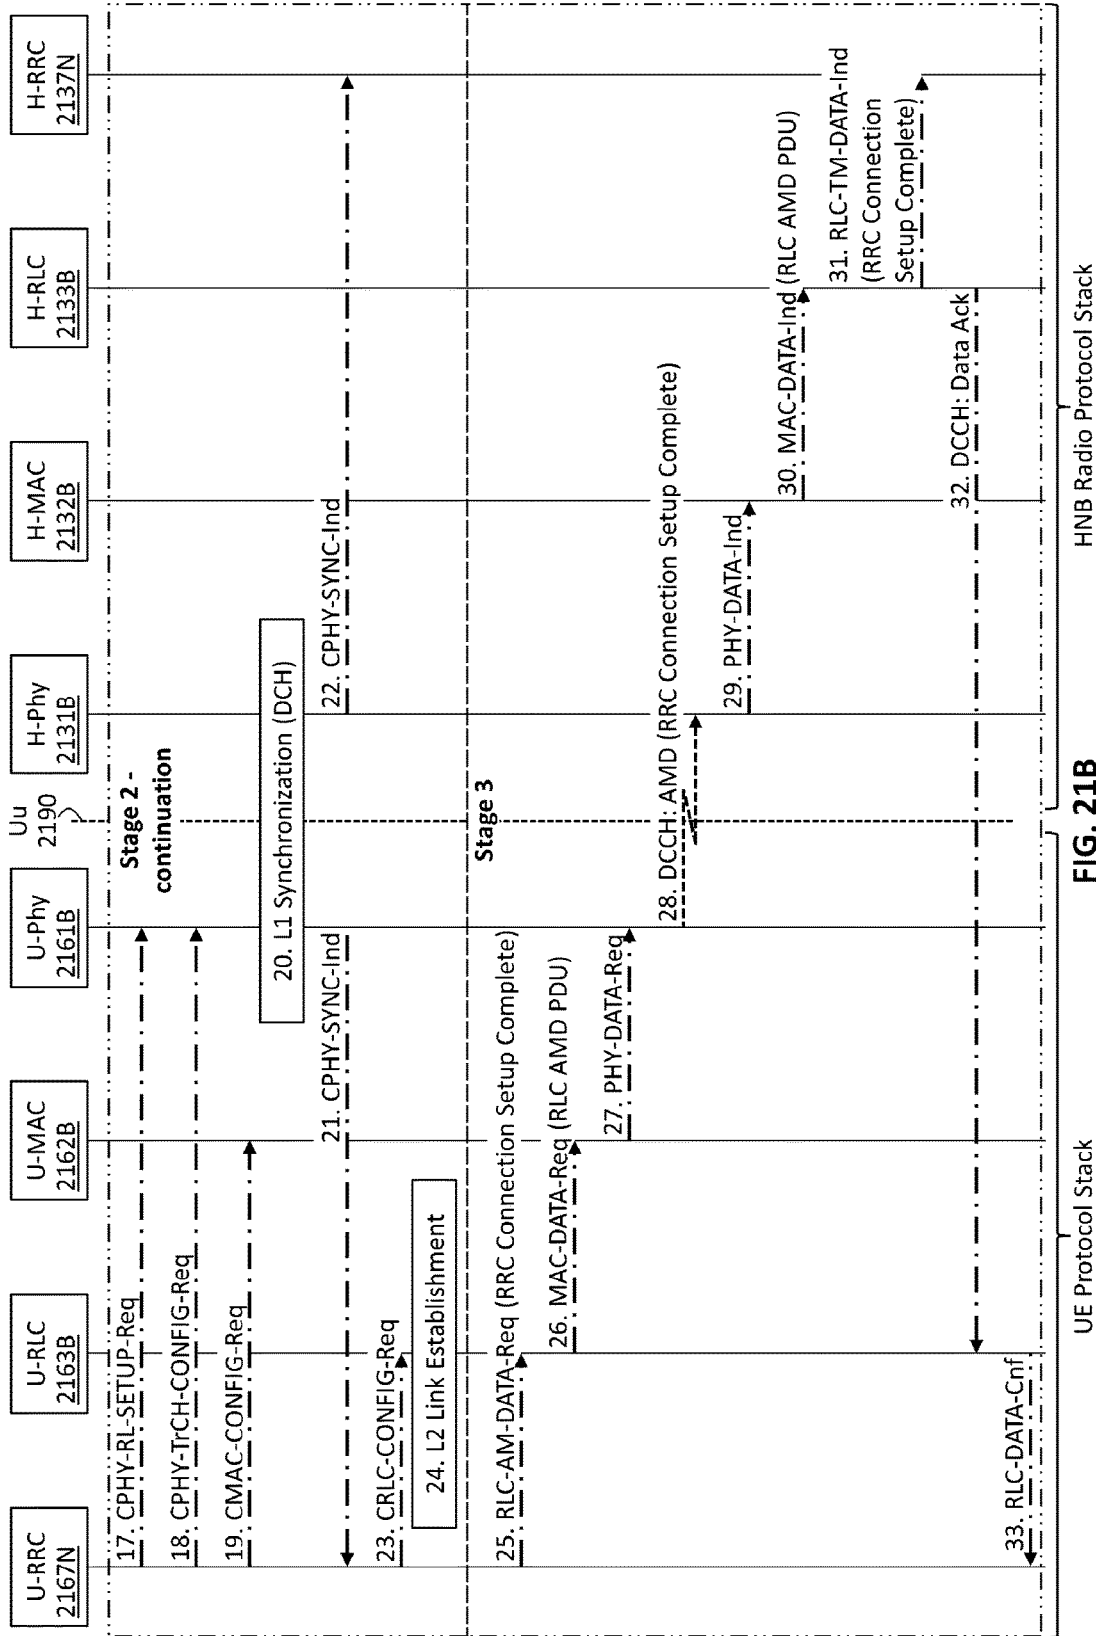 U-RRC
2167N
U-RLC
2163B
U-MAC
2162B
U-Phy
2161B
Uu
2190
H-Phy
2131B
H-MAC
2132B
H-RLC
2133B
H-RRC
2137N
Stage 2 -
continuation
17. CPHY-RL-SETUP-Req
18. CPHY-TrCH-CONFIG-Req
19. CMAC-CONFIG-Req
20. L1 Synchronization (DCH)
21. CPHY-SYNC-Ind
22. CPHY-SYNC-Ind
23. CRLC-CONFIG-Req
24. L2 Link Establishment
Stage 3
25. RLC-AM-DATA-Req (RRC Connection Setup Complete)
26. MAC-DATA-Req (RLC AMD PDU)
27. PHY-DATA-Req
28. DCCH: AMD (RRC Connection Setup Complete)
29. PHY-DATA-Ind
30. MAC-DATA-Ind (RLC AMD PDU)
31. RLC-TM-DATA-Ind
(RRC Connection
Setup Complete)
32. DCCH: Data Ack
33. RLC-DATA-Cnf
UE Protocol Stack
HNB Radio Protocol Stack
FIG. 21B